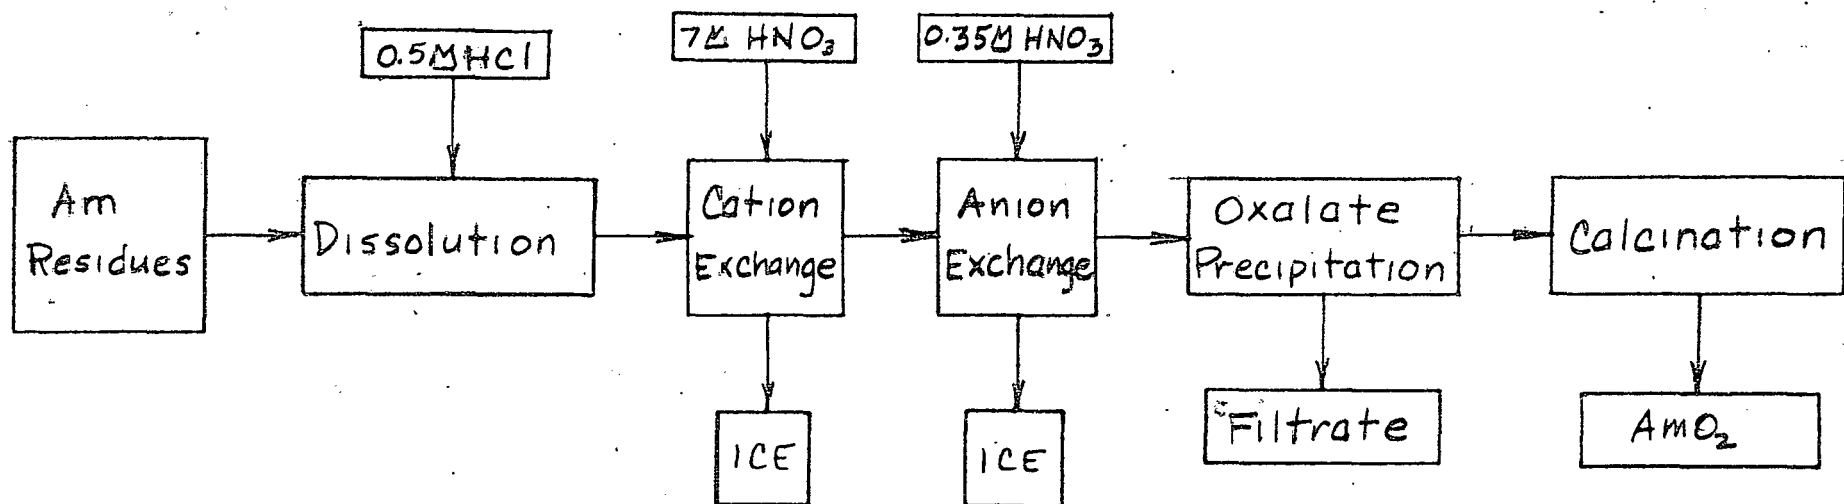 0.5M HCl
7M HNO₃
0.35M HNO₃
Am
Residues
Dissolution
Cation
Exchange
Anion
Exchange
Oxalate
Precipitation
Calcination
ICE
ICE
Filtrate
AmO₂